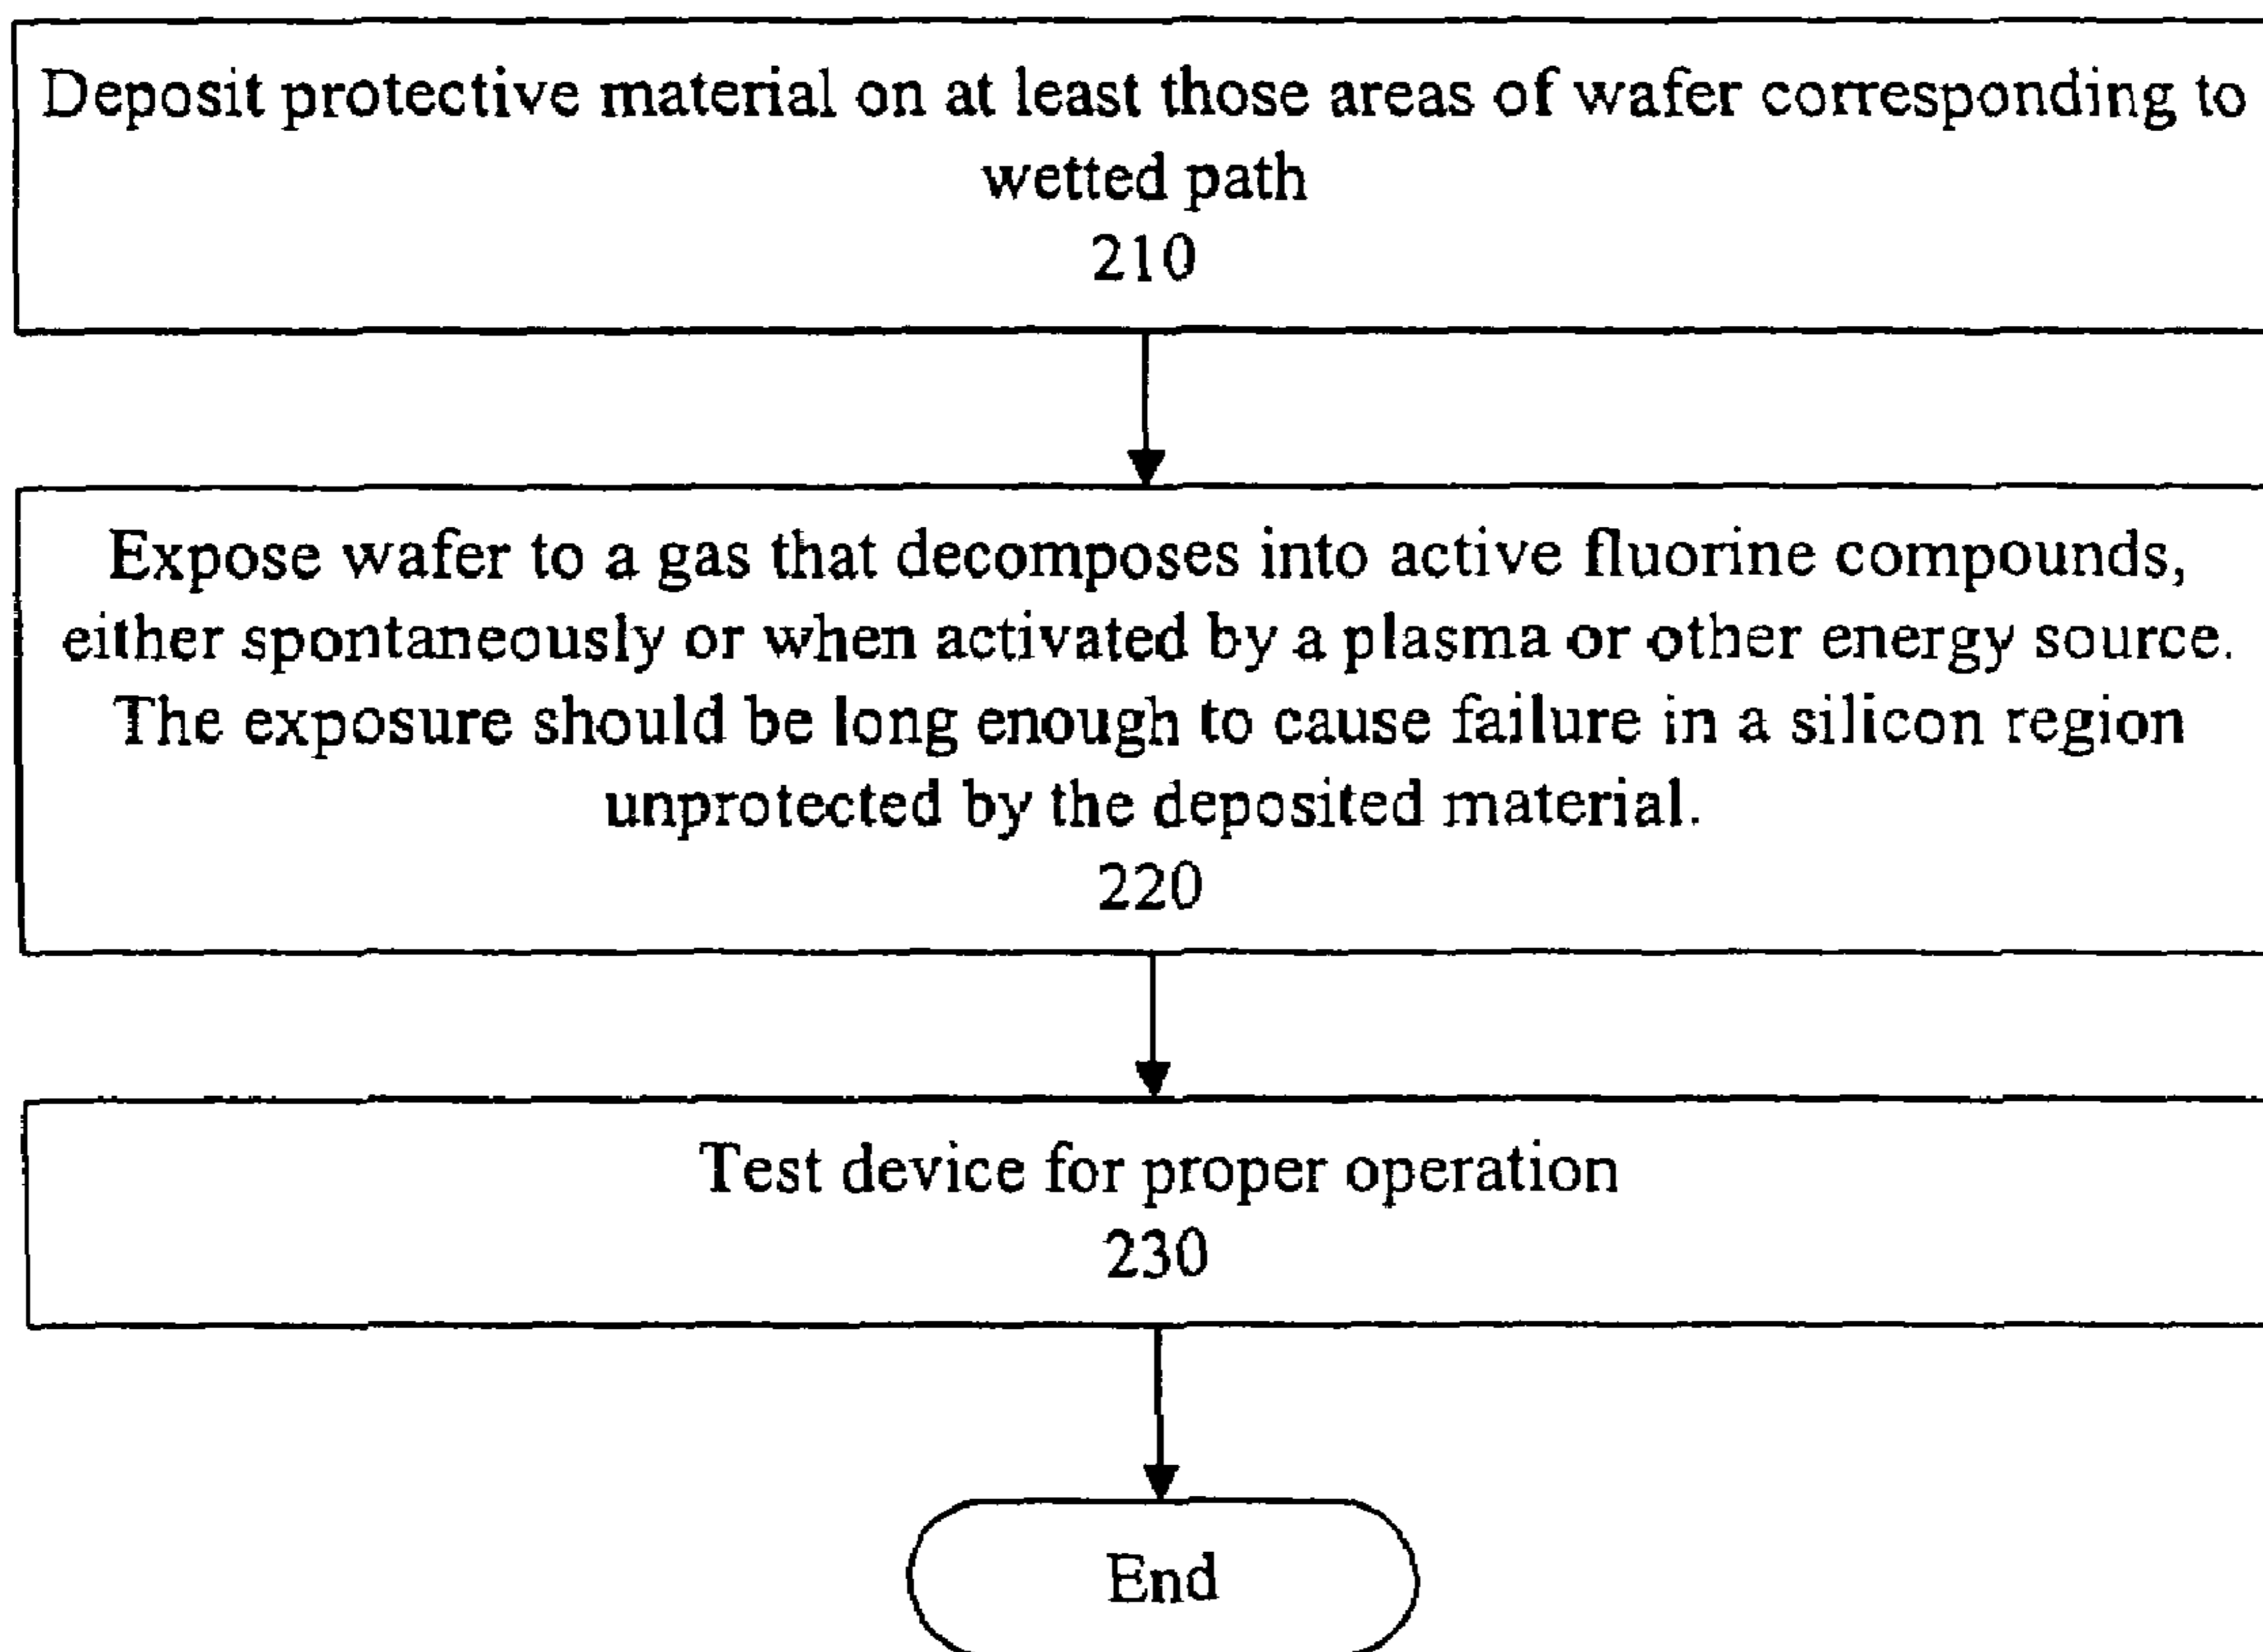 Deposit protective material on at least those areas of wafer corresponding to
wetted path
210
Expose wafer to a gas that decomposes into active fluorine compounds,
either spontaneously or when activated by a plasma or other energy source.
The exposure should be long enough to cause failure in a silicon region
unprotected by the deposited material.
220
Test device for proper operation
230
End